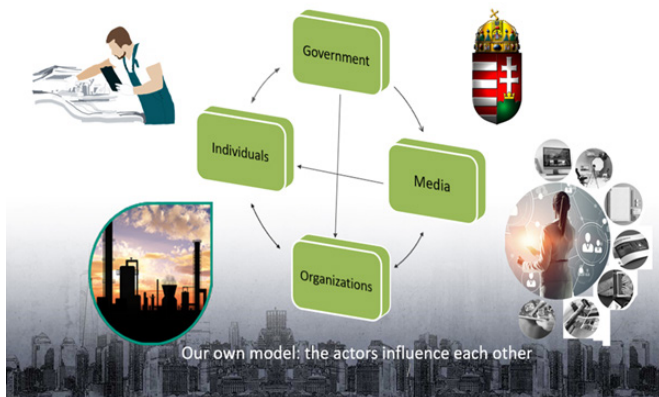 Government
Individuals
Media
Organizations
Our own model: the actors influence each other